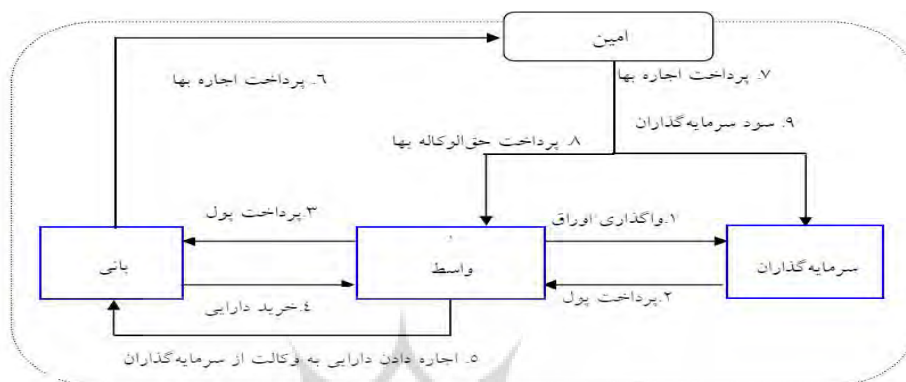 امین
۷. پرداخت اجاره بها
۶. پرداخت اجاره بها
۹. سود سرمایه‌گذاران
۸. پرداخت حق‌الوکاله بها
۳.پرداخت پول
۱.واگذاری اوراق
بانی
واسط
سرمایه‌گذاران
۴.خرید دارایی
۲.پرداخت پول
۵. اجاره دادن دارایی به وکالت از سرمایه‌گذاران